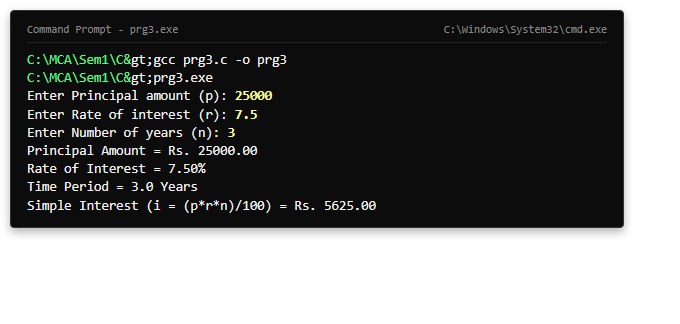 Command Prompt - prg3.exe C:\Windows\System32\cmd.exe
C:\MCA\Sem1\C&gt;gcc prg3.c -o prg3
C:\MCA\Sem1\C&gt;prg3.exe
Enter Principal amount (p): 25000
Enter Rate of interest (r): 7.5
Enter Number of years (n): 3
Principal Amount = Rs. 25000.00
Rate of Interest = 7.50%
Time Period = 3.0 Years
Simple Interest (i = (p*r*n)/100) = Rs. 5625.00